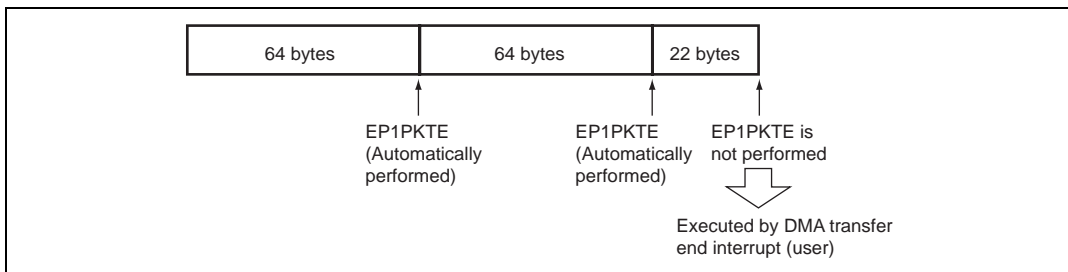 64 bytes
64 bytes
22 bytes
EP1PKTE
(Automatically
performed)
EP1PKTE
(Automatically
performed)
EP1PKTE is
not performed
Executed by DMA transfer
end interrupt (user)